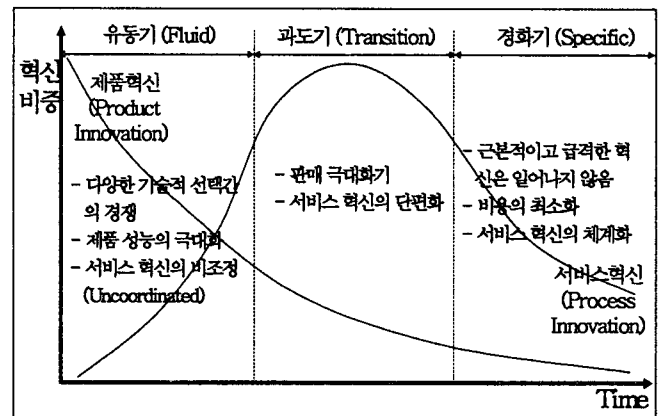 유동기 (Fluid)
과도기 (Transition)
경화기 (Specific)
혁신
비중
제품혁신
(Product
Innovation)
- 다양한 기술적 선택간
의 경쟁
- 제품 성능의 극대화
- 서비스 혁신의 비조정
(Uncoordinated)
- 판매 극대화기
- 서비스 혁신의 단편화
- 근본적이고 급격한 혁
신은 일어나지 않음
- 비용의 최소화
- 서비스 혁신의 체계화
서비스혁신
(Process
Innovation)
Time